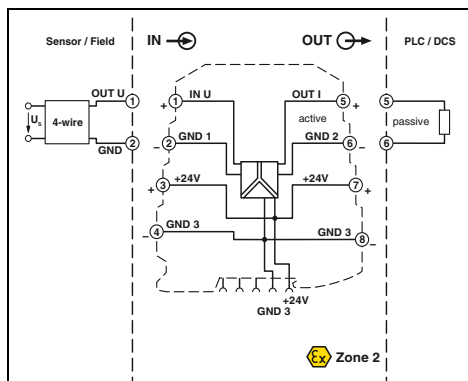 Sensor / Field IN OUT PLC / DCS
OUT U 1 + 1 IN U OUT I 5 + 5
Us 4-wire active passive
GND 2 – 2 GND 1 GND 2 6 – 6
+ 3 +24V +24V 7 +
– 4 GND 3 GND 3 8 –
+24V
GND 3
Ex Zone 2